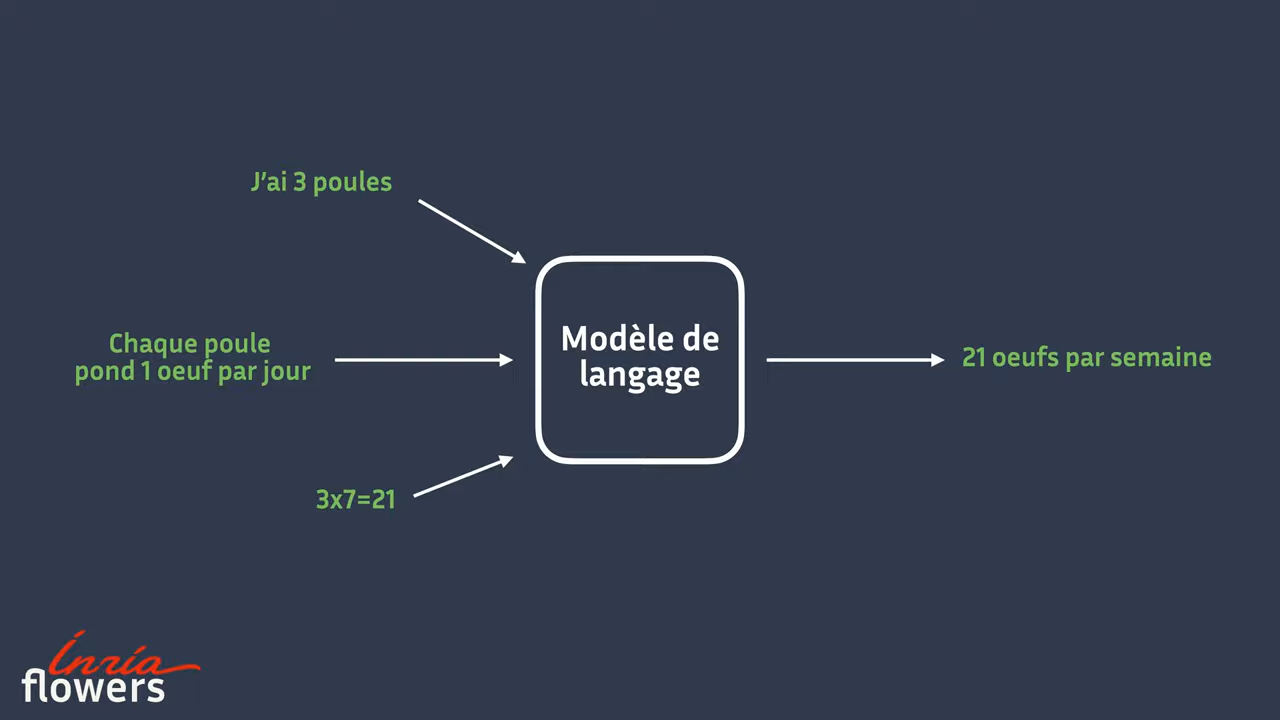 J'ai 3 poules
Chaque poule
pond 1 oeuf par jour
3x7=21
Modèle de
langage
21 oeufs par semaine
Inria
flowers